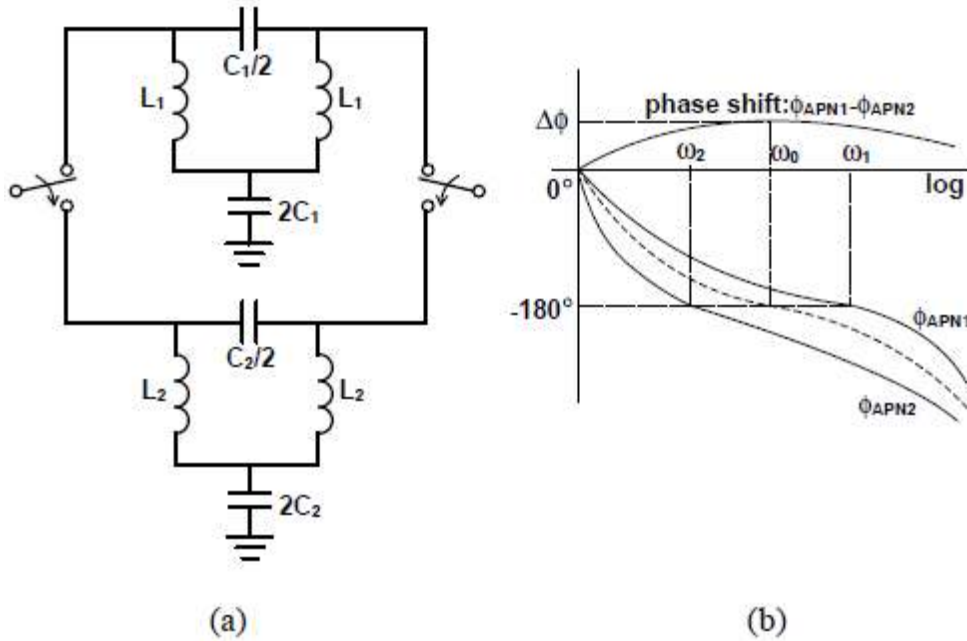 C₁/2
L₁
L₁
2C₁
C₂/2
L₂
L₂
2C₂
(a)
phase shift:ϕAPN1-ϕAPN2
Δϕ
ω₂
ω₀
ω₁
0°
log
-180°
ϕAPN1
ϕAPN2
(b)